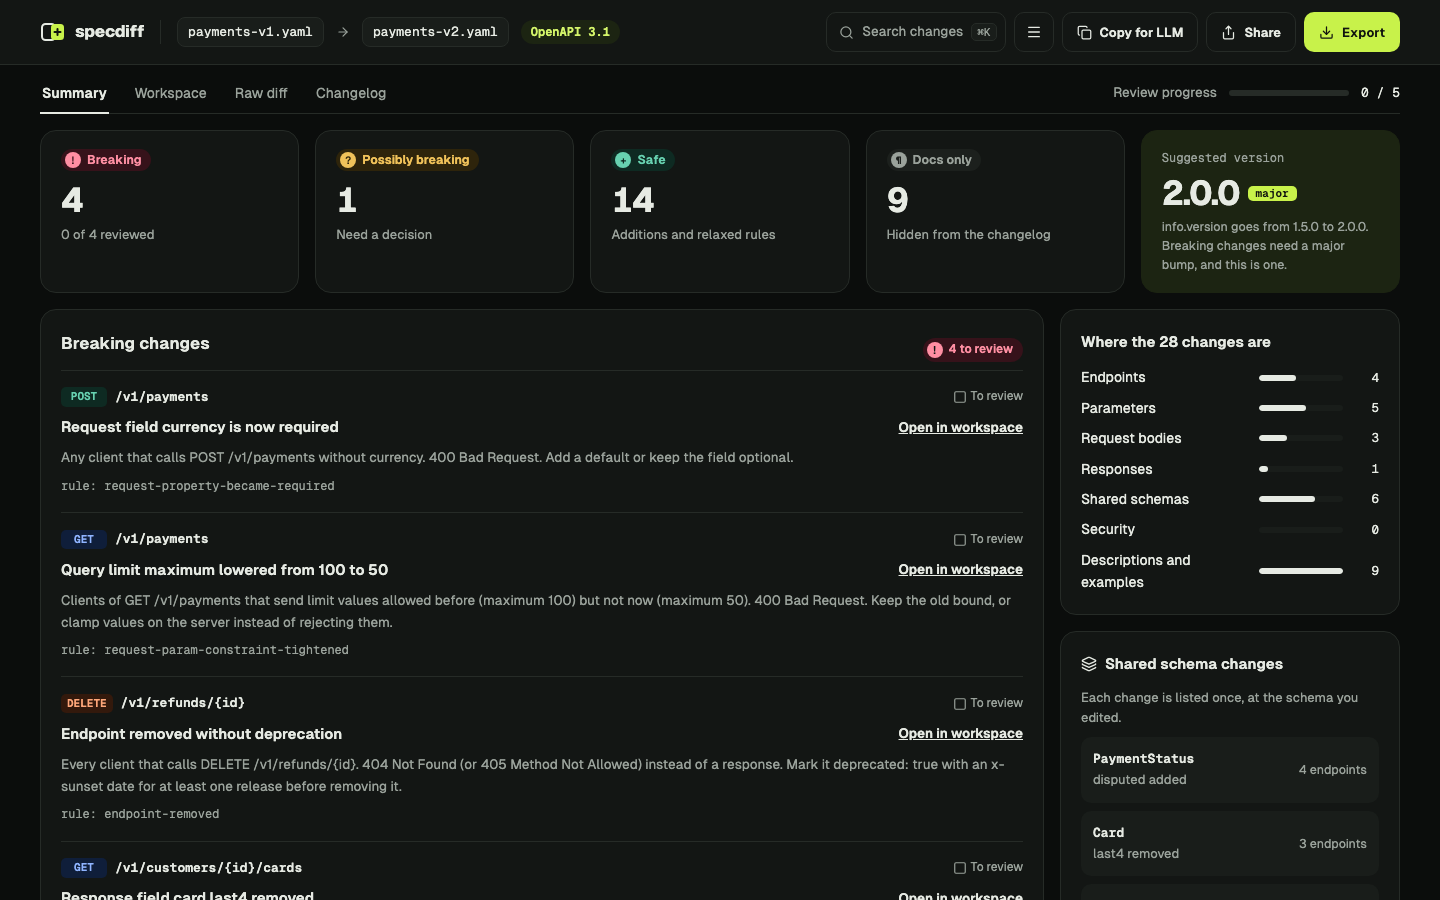 specdiff
payments-v1.yaml → payments-v2.yaml OpenAPI 3.1
Search changes ⌘K
Copy for LLM
Share
Export
Summary Workspace Raw diff Changelog
Review progress 0 / 5
! Breaking
4
0 of 4 reviewed
? Possibly breaking
1
Need a decision
+ Safe
14
Additions and relaxed rules
¶ Docs only
9
Hidden from the changelog
Suggested version
2.0.0 major
info.version goes from 1.5.0 to 2.0.0.
Breaking changes need a major
bump, and this is one.
Breaking changes
! 4 to review
POST /v1/payments
To review
Request field currency is now required
Open in workspace
Any client that calls POST /v1/payments without currency. 400 Bad Request. Add a default or keep the field optional.
rule: request-property-became-required
GET /v1/payments
To review
Query limit maximum lowered from 100 to 50
Open in workspace
Clients of GET /v1/payments that send limit values allowed before (maximum 100) but not now (maximum 50). 400 Bad Request. Keep the old bound, or
clamp values on the server instead of rejecting them.
rule: request-param-constraint-tightened
DELETE /v1/refunds/{id}
To review
Endpoint removed without deprecation
Open in workspace
Every client that calls DELETE /v1/refunds/{id}. 404 Not Found (or 405 Method Not Allowed) instead of a response. Mark it deprecated: true with an x-
sunset date for at least one release before removing it.
rule: endpoint-removed
GET /v1/customers/{id}/cards
To review
Response field card.last4 removed
Open in workspace
Where the 28 changes are
Endpoints 4
Parameters 5
Request bodies 3
Responses 1
Shared schemas 6
Security 0
Descriptions and
examples 9
Shared schema changes
Each change is listed once, at the schema you
edited.
PaymentStatus
disputed added
4 endpoints
Card
last4 removed
3 endpoints